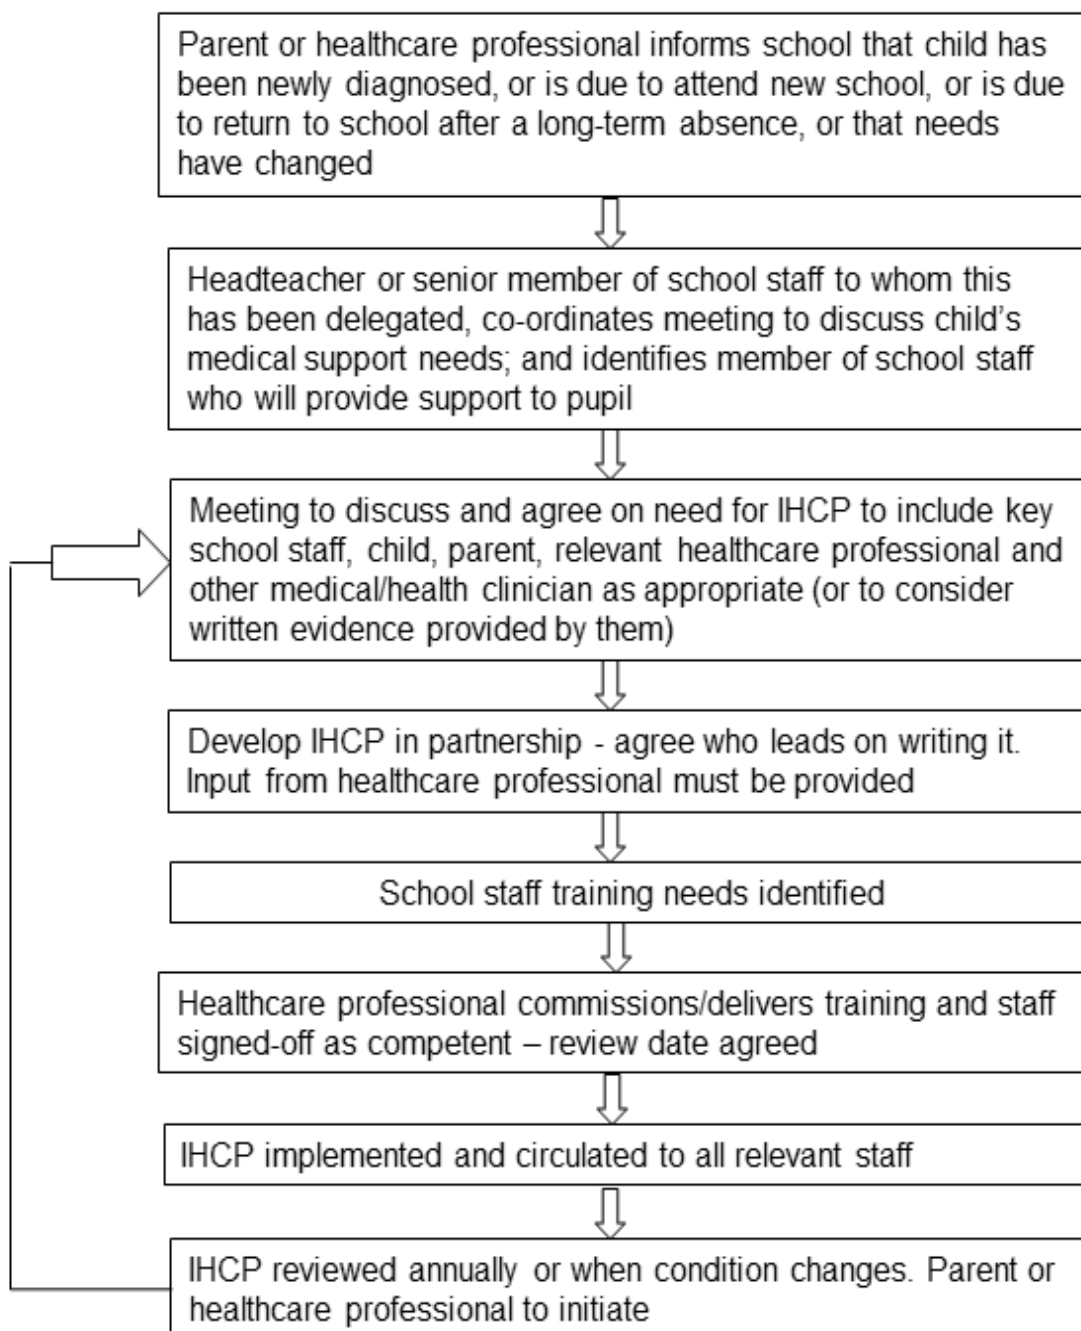 Parent or healthcare professional informs school that child has
been newly diagnosed, or is due to attend new school, or is due
to return to school after a long-term absence, or that needs
have changed
Headteacher or senior member of school staff to whom this
has been delegated, co-ordinates meeting to discuss child’s
medical support needs; and identifies member of school staff
who will provide support to pupil
Meeting to discuss and agree on need for IHCP to include key
school staff, child, parent, relevant healthcare professional and
other medical/health clinician as appropriate (or to consider
written evidence provided by them)
Develop IHCP in partnership - agree who leads on writing it.
Input from healthcare professional must be provided
School staff training needs identified
Healthcare professional commissions/delivers training and staff
signed-off as competent – review date agreed
IHCP implemented and circulated to all relevant staff
IHCP reviewed annually or when condition changes. Parent or
healthcare professional to initiate